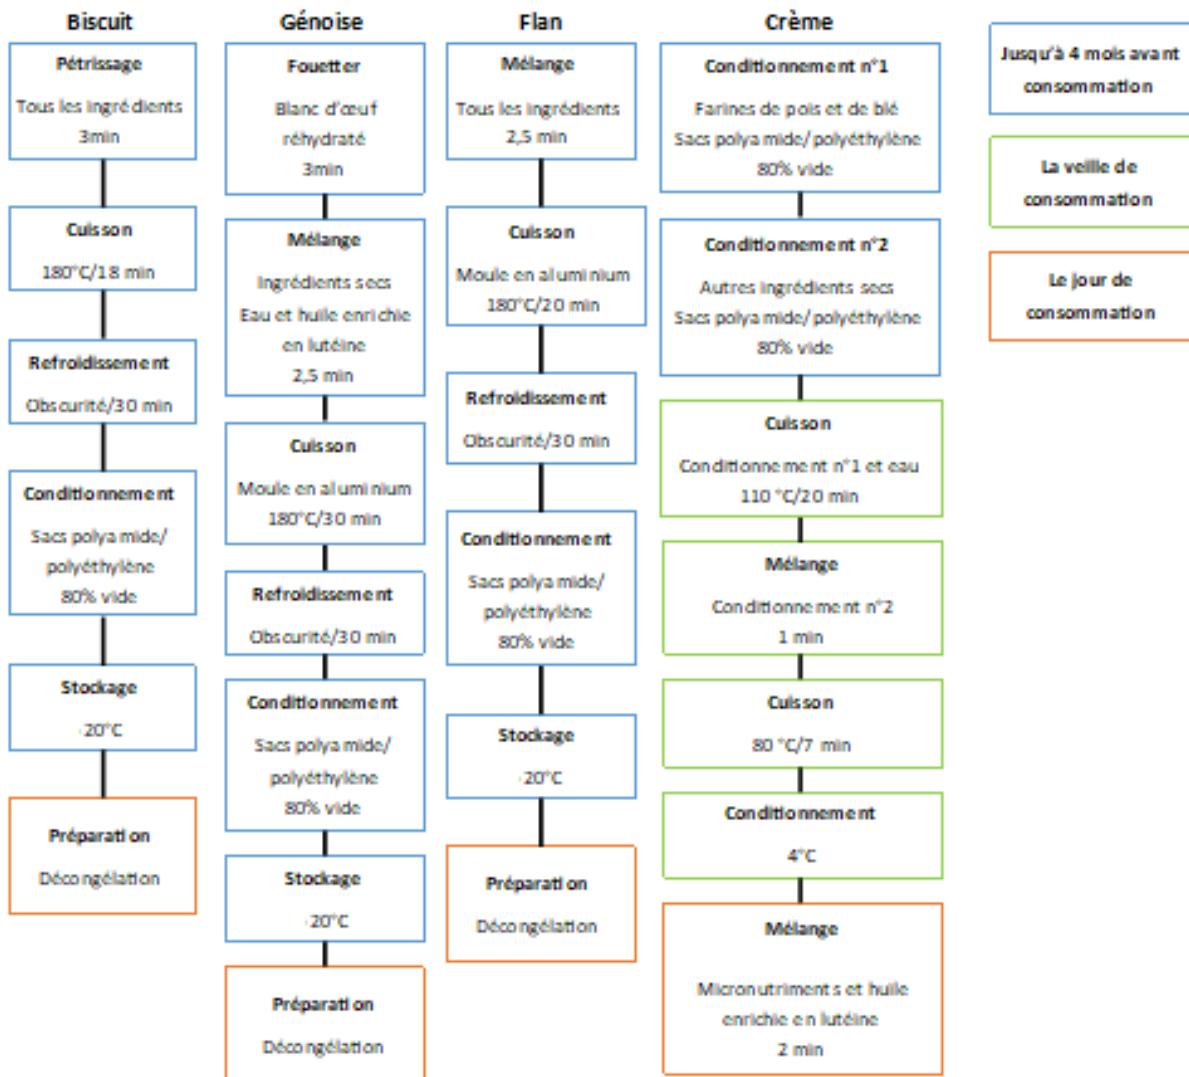 Biscuit
Pétrissage
Tous les ingrédients
3min
Cuisson
180°C/18 min
Refroidissement
Obscurité/30 min
Conditionnement
Sacs polyamide/
polyéthylène
80% vide
Stockage
-20°C
Préparation
Décongélation
Génoise
Fouetter
Blanc d'œuf
réhydraté
3min
Mélange
Ingrédients secs
Eau et huile enrichie
en lutéine
2,5 min
Cuisson
Moule en aluminium
180°C/30 min
Refroidissement
Obscurité/30 min
Conditionnement
Sacs polyamide/
polyéthylène
80% vide
Stockage
-20°C
Préparation
Décongélation
Flan
Mélange
Tous les ingrédients
2,5 min
Cuisson
Moule en aluminium
180°C/20 min
Refroidissement
Obscurité/30 min
Conditionnement
Sacs polyamide/
polyéthylène
80% vide
Stockage
-20°C
Préparation
Décongélation
Crème
Conditionnement n°1
Farines de pois et de blé
Sacs polyamide/polyéthylène
80% vide
Conditionnement n°2
Autres ingrédients secs
Sacs polyamide/polyéthylène
80% vide
Cuisson
Conditionnement n°1 et eau
110 °C/20 min
Mélange
Conditionnement n°2
1 min
Cuisson
80 °C/7 min
Conditionnement
4°C
Mélange
Micronutriments et huile
enrichie en lutéine
2 min
Jusqu'à 4 mois avant
consommation
La veille de
consommation
Le jour de
consommation